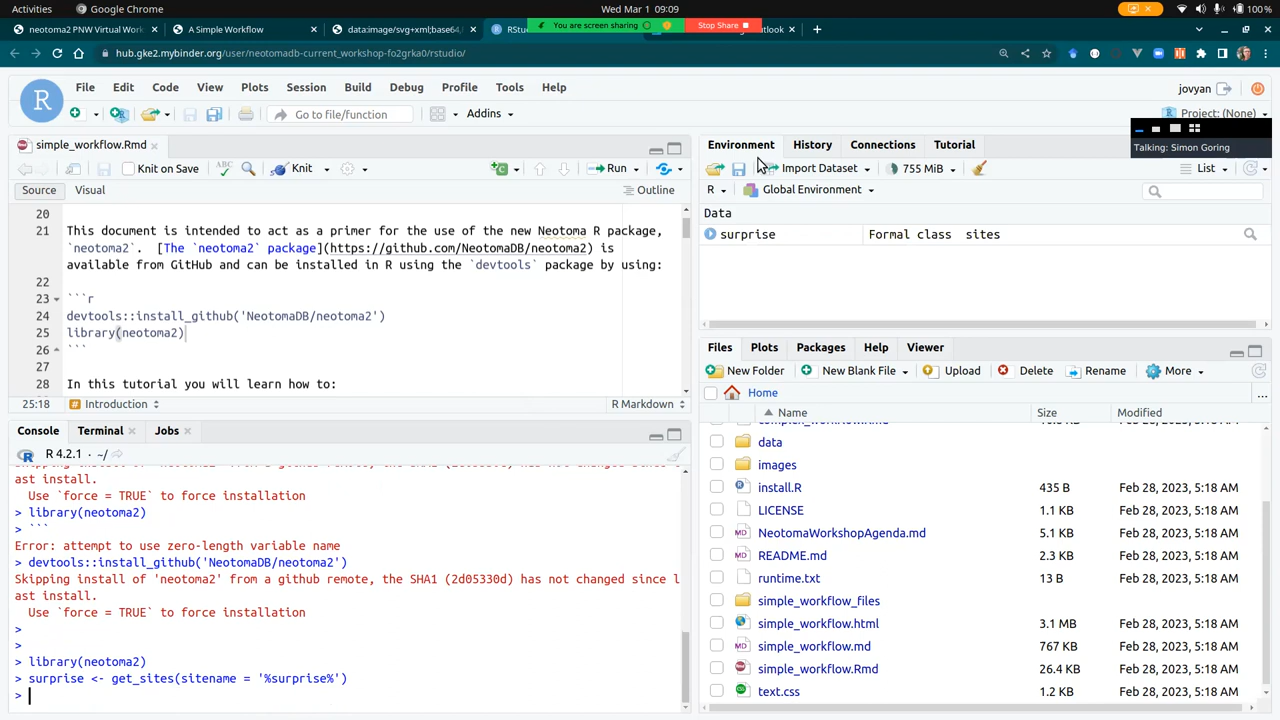 Activities Google Chrome Wed Mar 1 09:09 100 %
neotoma2 PNW Virtual Work A Simple Workflow data:image/svg+xml;base64, RStu You are screen sharing Stop Share tlook
hub.gke2.mybinder.org/user/neotomadb-current_workshop-fo2grka0/rstudio/
File Edit Code View Plots Session Build Debug Profile Tools Help jovyan
Go to file/function Addins Project: (None)
Talking: Simon Goring
simple_workflow.Rmd
Knit on Save Knit Run
Source Visual Outline
20
21 This document is intended to act as a primer for the use of the new Neotoma R package,
`neotoma2`. [The `neotoma2` package](https://github.com/NeotomaDB/neotoma2) is
available from GitHub and can be installed in R using the `devtools` package by using:
22
23 ```r
24 devtools::install_github('NeotomaDB/neotoma2')
25 library(neotoma2)
26 ```
27
28 In this tutorial you will learn how to:
25:18 Introduction R Markdown
Console Terminal Jobs
R 4.2.1 · ~/
ast install.
Use `force = TRUE` to force installation
> library(neotoma2)
> ```
Error: attempt to use zero-length variable name
> devtools::install_github('NeotomaDB/neotoma2')
Skipping install of 'neotoma2' from a github remote, the SHA1 (2d05330d) has not changed since l
ast install.
Use `force = TRUE` to force installation
>
>
> library(neotoma2)
> surprise <- get_sites(sitename = '%surprise%')
>
Environment History Connections Tutorial
Import Dataset 755 MiB List
R Global Environment
Data
surprise Formal class sites
Files Plots Packages Help Viewer
New Folder New Blank File Upload Delete Rename More
Home
Name Size Modified
data
images
install.R 435 B Feb 28, 2023, 5:18 AM
LICENSE 1.1 KB Feb 28, 2023, 5:18 AM
NeotomaWorkshopAgenda.md 5.1 KB Feb 28, 2023, 5:18 AM
README.md 2.3 KB Feb 28, 2023, 5:18 AM
runtime.txt 13 B Feb 28, 2023, 5:18 AM
simple_workflow_files
simple_workflow.html 3.1 MB Feb 28, 2023, 5:18 AM
simple_workflow.md 767 KB Feb 28, 2023, 5:18 AM
simple_workflow.Rmd 26.4 KB Feb 28, 2023, 5:18 AM
text.css 1.2 KB Feb 28, 2023, 5:18 AM